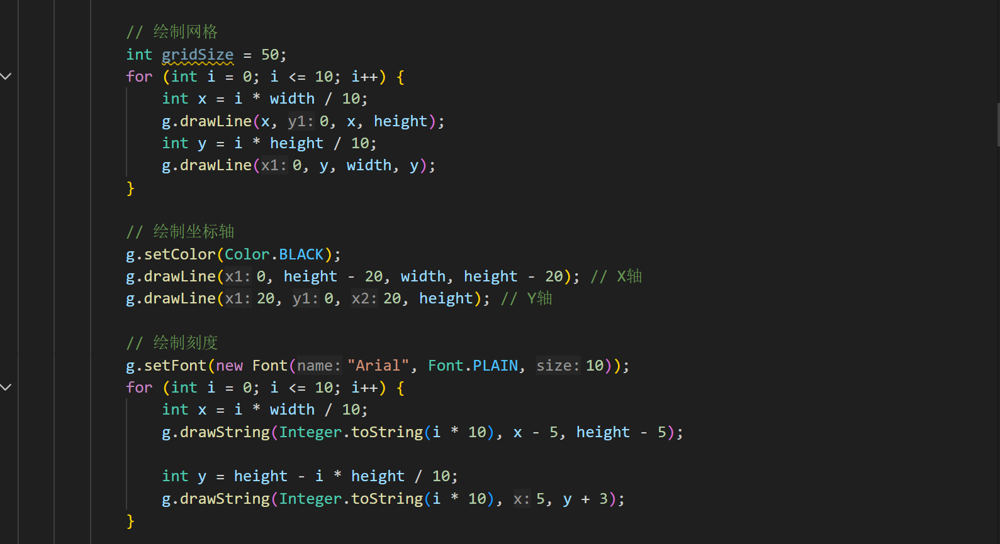 // 绘制网格
int gridSize = 50;
for (int i = 0; i <= 10; i++) {
    int x = i * width / 10;
    g.drawLine(x, y1: 0, x, height);
    int y = i * height / 10;
    g.drawLine(x1: 0, y, width, y);
}

// 绘制坐标轴
g.setColor(Color.BLACK);
g.drawLine(x1: 0, height - 20, width, height - 20); // X轴
g.drawLine(x1: 20, y1: 0, x2: 20, height); // Y轴

// 绘制刻度
g.setFont(new Font(name: "Arial", Font.PLAIN, size: 10));
for (int i = 0; i <= 10; i++) {
    int x = i * width / 10;
    g.drawString(Integer.toString(i * 10), x - 5, height - 5);

    int y = height - i * height / 10;
    g.drawString(Integer.toString(i * 10), x: 5, y + 3);
}